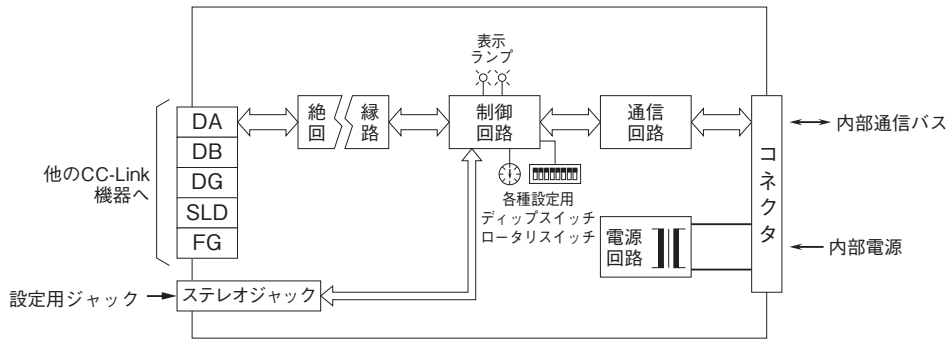 表示
ランプ
DA
DB
DG
SLD
FG
他のCC-Link
機器へ
絶 縁
回 路
制御
回路
通信
回路
コネクタ
内部通信バス
各種設定用
ディップスイッチ
ロータリスイッチ
電源
回路
内部電源
設定用ジャック
ステレオジャック